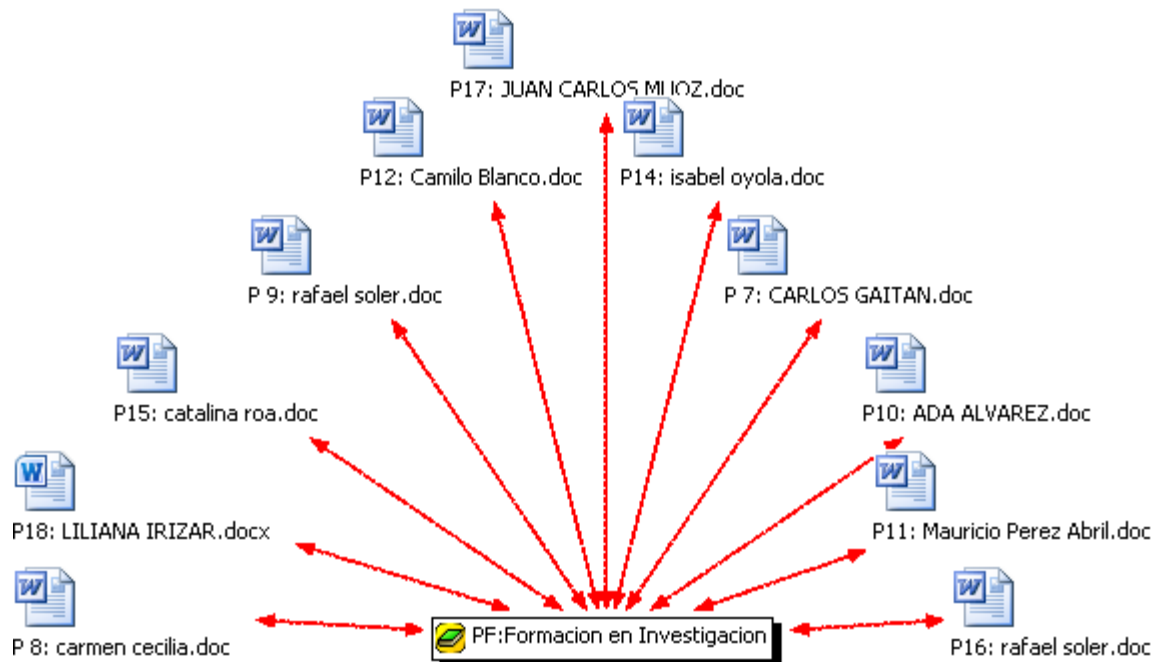 P17: JUAN CARLOS MUOZ.doc
P12: Camilo Blanco.doc
P14: isabel oyola.doc
P 9: rafael soler.doc
P 7: CARLOS GAITAN.doc
P15: catalina roa.doc
P10: ADA ALVAREZ.doc
P18: LILIANA IRIZAR.docx
P11: Mauricio Perez Abril.doc
P 8: carmen cecilia.doc
PF:Formacion en Investigacion
P16: rafael soler.doc